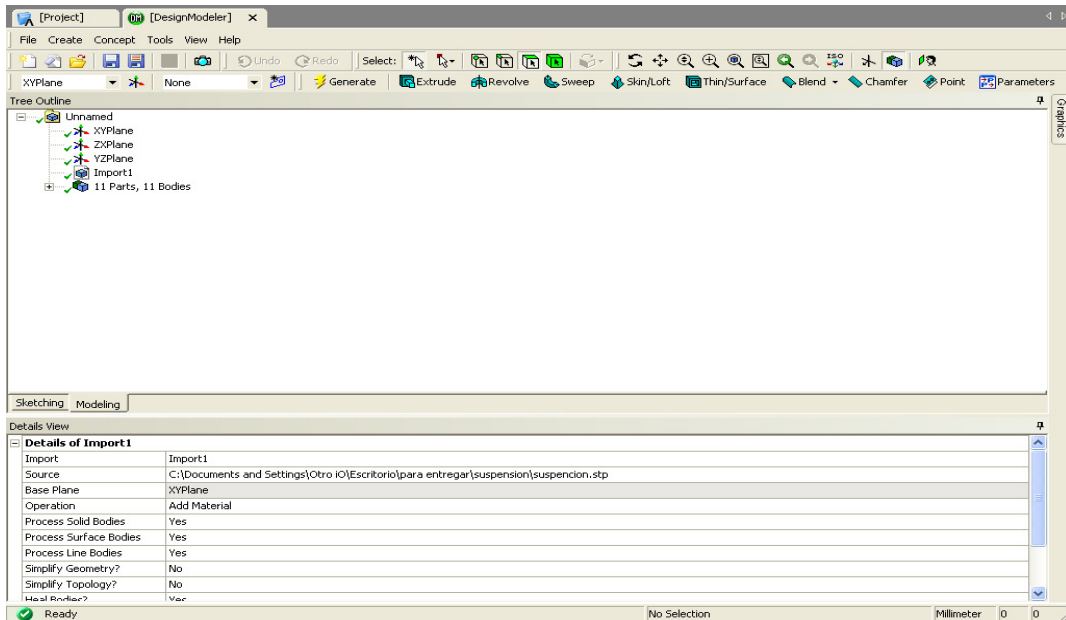 [Project] [DesignModeler]
File Create Concept Tools View Help
Undo Redo Select: ISO
XYPlane None Generate Extrude Revolve Sweep Skin/Loft Thin/Surface Blend Chamfer Point Parameters
Tree Outline
Graphics
Unnamed
XYPlane
ZXPlane
YZPlane
Import1
11 Parts, 11 Bodies
Sketching Modeling
Details View
Details of Import1
Import Import1
Source C:\Documents and Settings\Otro iO\Escritorio\para entregar\suspension\suspencion.stp
Base Plane XYPlane
Operation Add Material
Process Solid Bodies Yes
Process Surface Bodies Yes
Process Line Bodies Yes
Simplify Geometry? No
Simplify Topology? No
Heal Bodies? Yes
Ready No Selection Millimeter 0 0